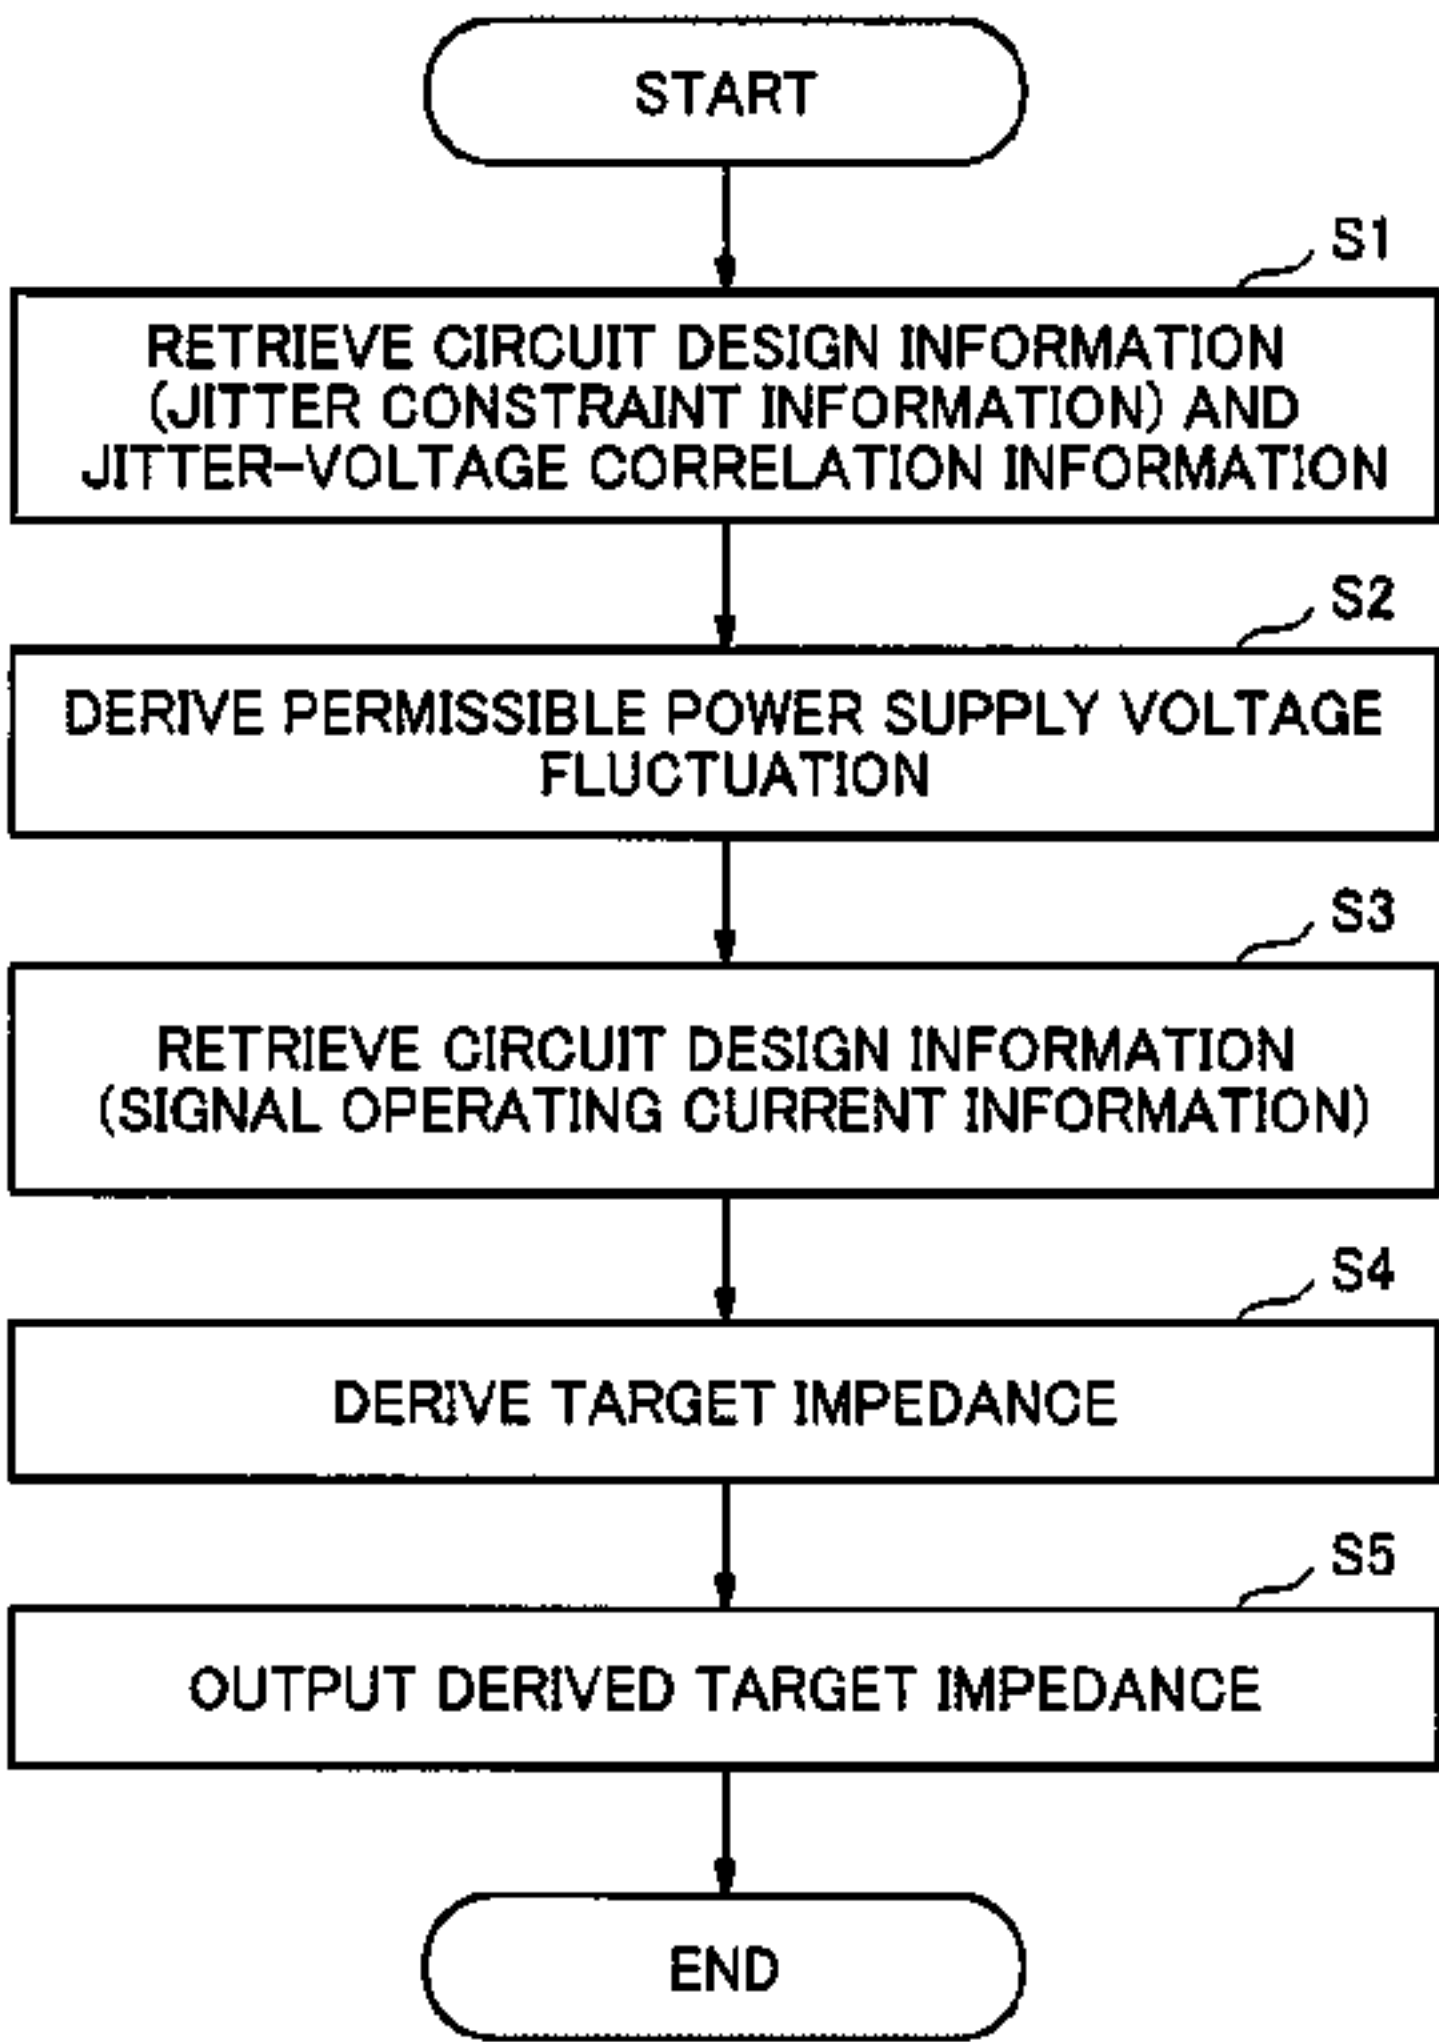 START
S1
RETRIEVE CIRCUIT DESIGN INFORMATION
(JITTER CONSTRAINT INFORMATION) AND
JITTER-VOLTAGE CORRELATION INFORMATION
S2
DERIVE PERMISSIBLE POWER SUPPLY VOLTAGE
FLUCTUATION
S3
RETRIEVE CIRCUIT DESIGN INFORMATION
(SIGNAL OPERATING CURRENT INFORMATION)
S4
DERIVE TARGET IMPEDANCE
S5
OUTPUT DERIVED TARGET IMPEDANCE
END